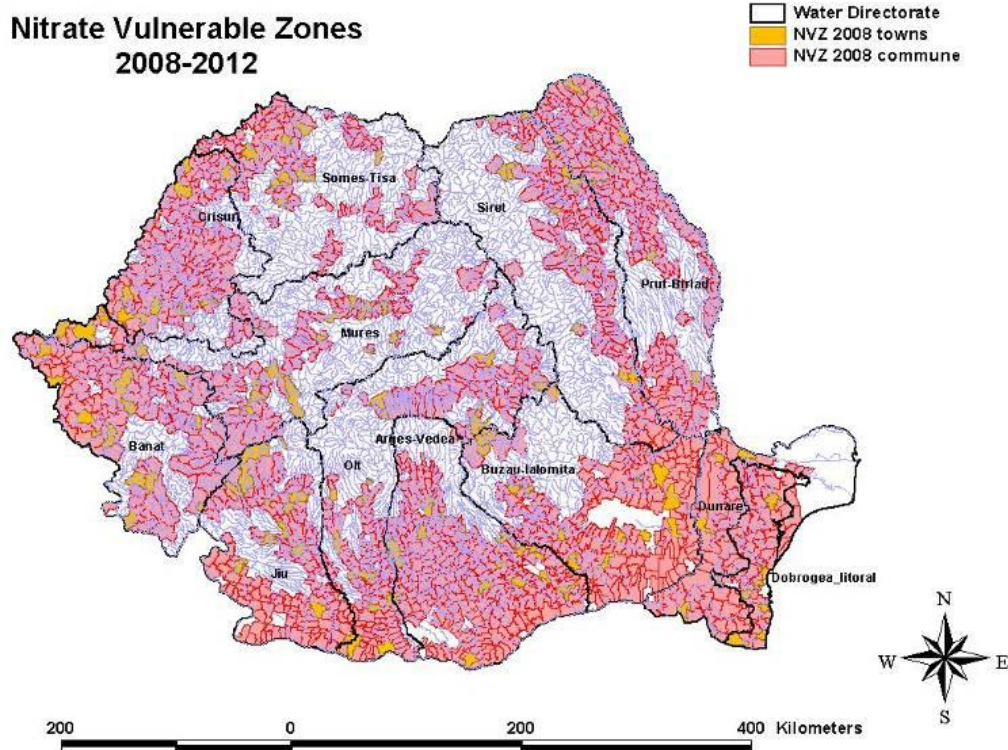 Nitrate Vulnerable Zones
2008-2012
Water Directorate
NVZ 2008 towns
NVZ 2008 commune
Somes-Tisa
Siret
Crisuri
Prut-Birlad
Mures
Banat
Olt
Arges-Vedea
Buzau-Ialomita
Dunare
Jiu
Dobrogea_litoral
N
W
E
S
200
0
200
400
Kilometers